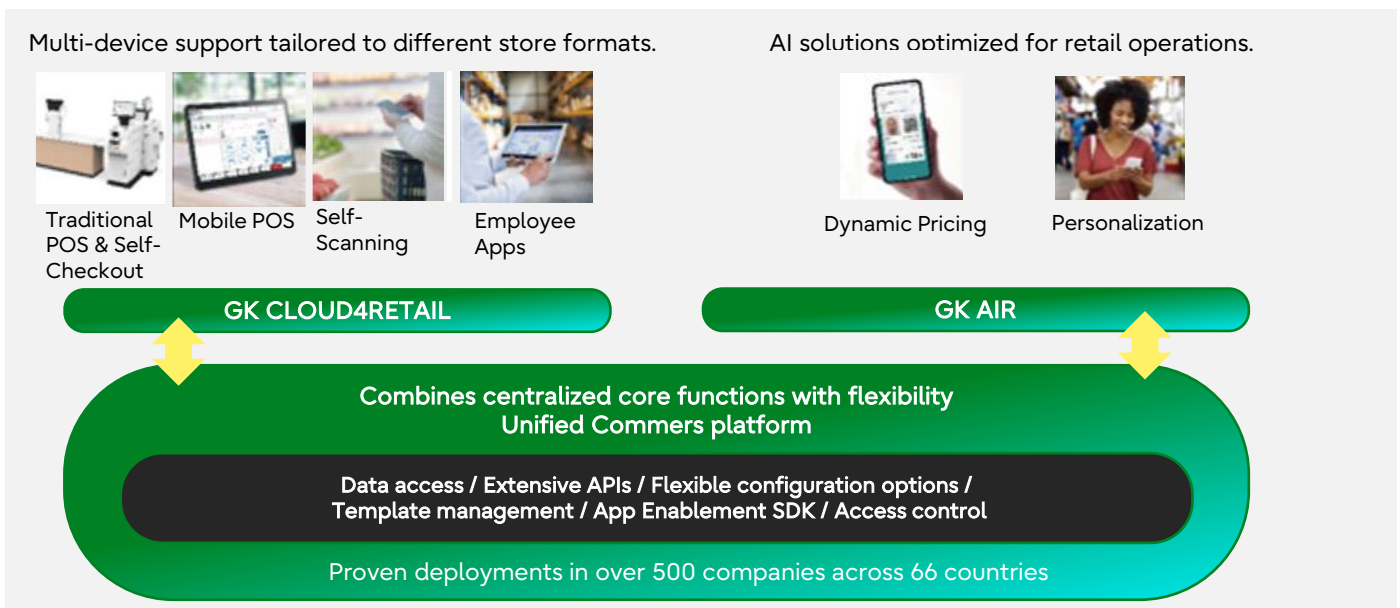 Multi-device support tailored to different store formats.
AI solutions optimized for retail operations.
Traditional
POS & Self-
Checkout
Mobile POS
Self-
Scanning
Employee
Apps
Dynamic Pricing
Personalization
GK CLOUD4RETAIL
GK AIR
Combines centralized core functions with flexibility
Unified Commers platform
Data access / Extensive APIs / Flexible configuration options /
Template management / App Enablement SDK / Access control
Proven deployments in over 500 companies across 66 countries